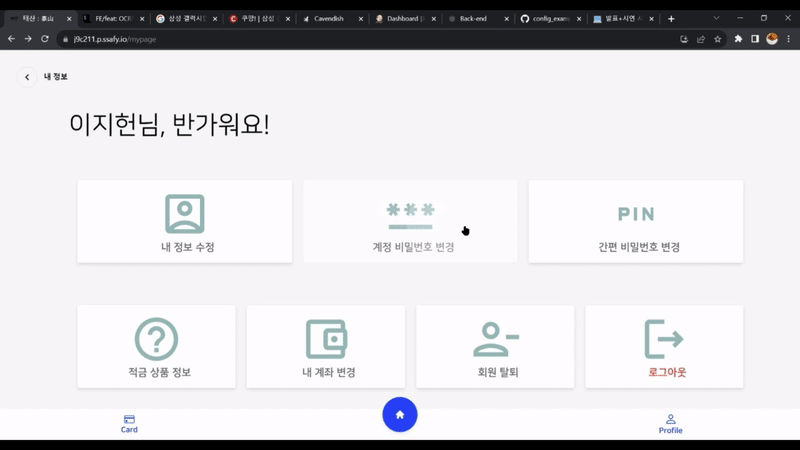 태산 : 泰山
FE/feat: OCR
삼성 갤럭시
쿠팡! | 삼성
Cavendish
Dashboard
Back-end
config_exam
발표+시연 시
j9c211.p.ssafy.io/mypage
내 정보
이지헌님, 반가워요!
내 정보 수정
***
계정 비밀번호 변경
PIN
간편 비밀번호 변경
적금 상품 정보
내 계좌 변경
회원 탈퇴
로그아웃
Card
Profile